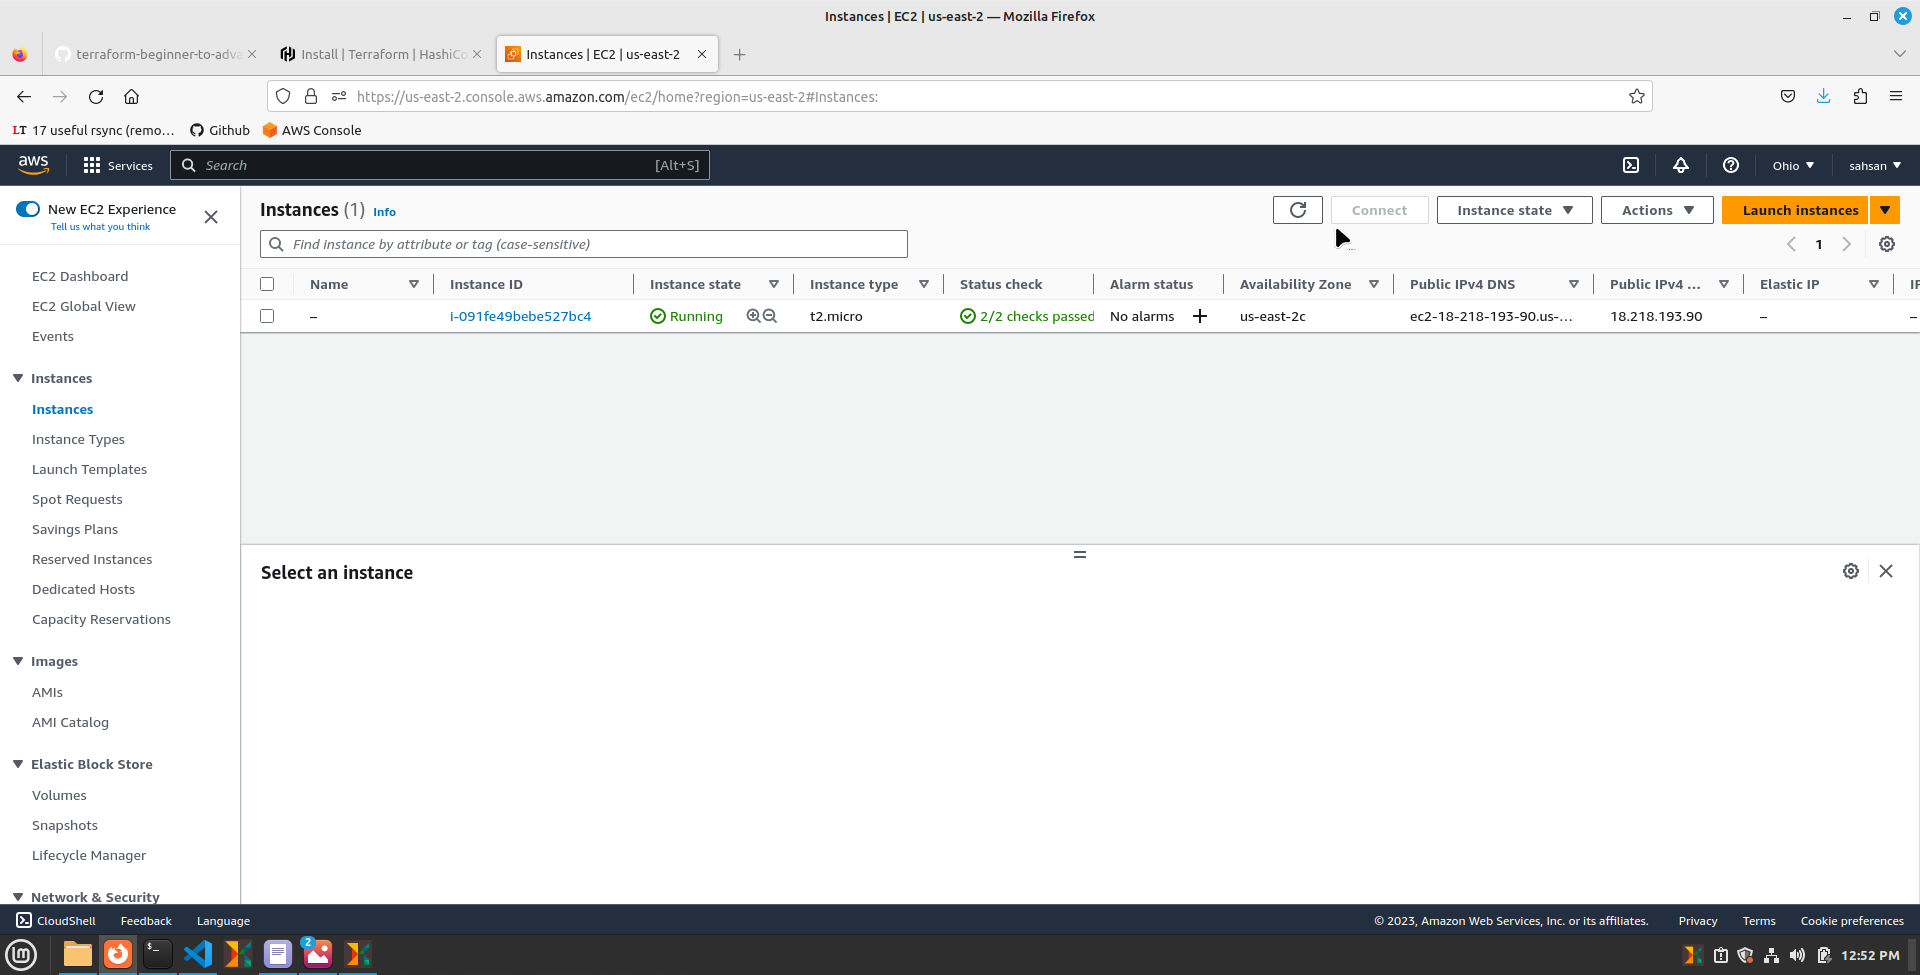 Instances | EC2 | us-east-2 — Mozilla Firefox
terraform-beginner-to-adva
Install | Terraform | HashiCo
Instances | EC2 | us-east-2
https://us-east-2.console.aws.amazon.com/ec2/home?region=us-east-2#Instances:
LT 17 useful rsync (remo...
Github
AWS Console
aws
Services
Search
[Alt+S]
Ohio
sahsan
New EC2 Experience
Tell us what you think
EC2 Dashboard
EC2 Global View
Events
Instances
Instances
Instance Types
Launch Templates
Spot Requests
Savings Plans
Reserved Instances
Dedicated Hosts
Capacity Reservations
Images
AMIs
AMI Catalog
Elastic Block Store
Volumes
Snapshots
Lifecycle Manager
Network & Security
Instances (1) Info
Connect
Instance state
Actions
Launch instances
Find instance by attribute or tag (case-sensitive)
1
Name Instance ID Instance state Instance type Status check Alarm status Availability Zone Public IPv4 DNS Public IPv4 ... Elastic IP
– i-091fe49bebe527bc4 Running t2.micro 2/2 checks passed No alarms + us-east-2c ec2-18-218-193-90.us-... 18.218.193.90 – –
Select an instance
CloudShell
Feedback
Language
© 2023, Amazon Web Services, Inc. or its affiliates.
Privacy
Terms
Cookie preferences
2
12:52 PM